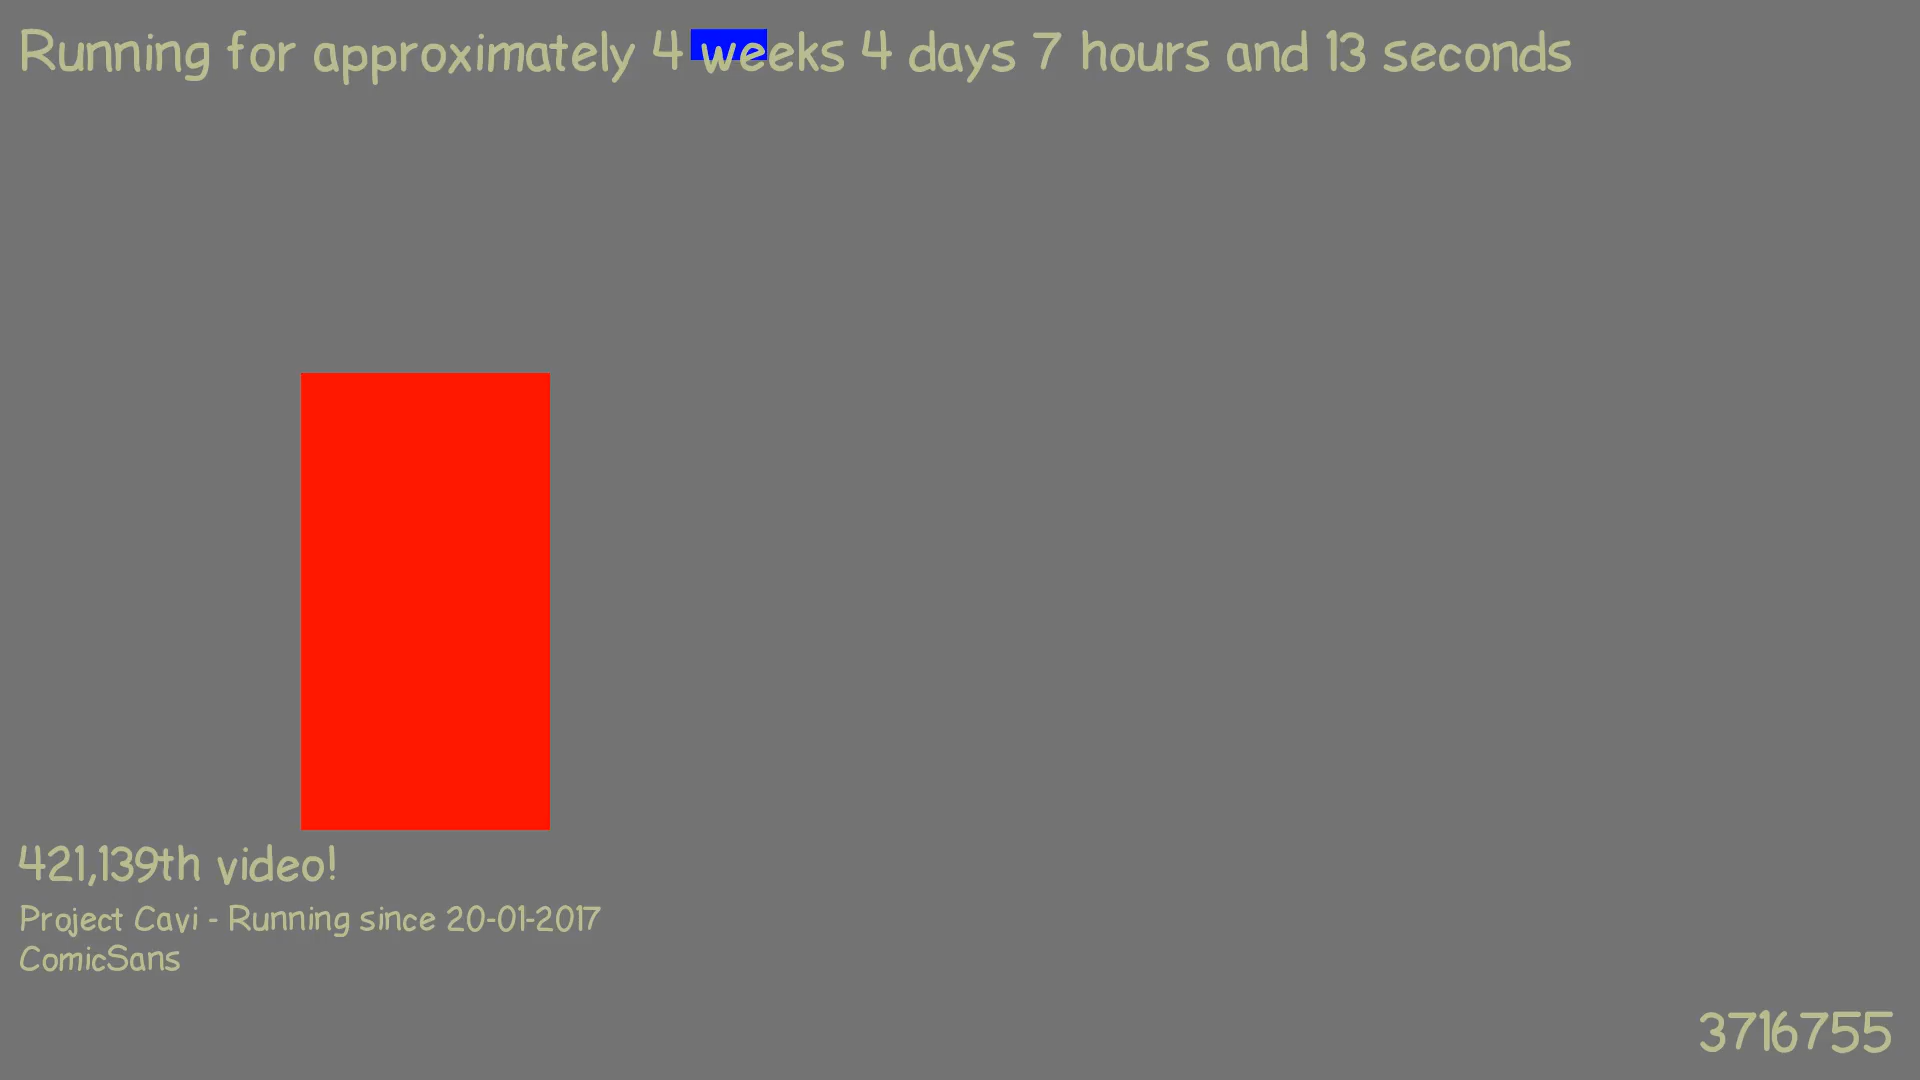 Running for approximately 4 weeks 4 days 7 hours and 13 seconds
421,139th video!
Project Cavi - Running since 20-01-2017
ComicSans
3716755